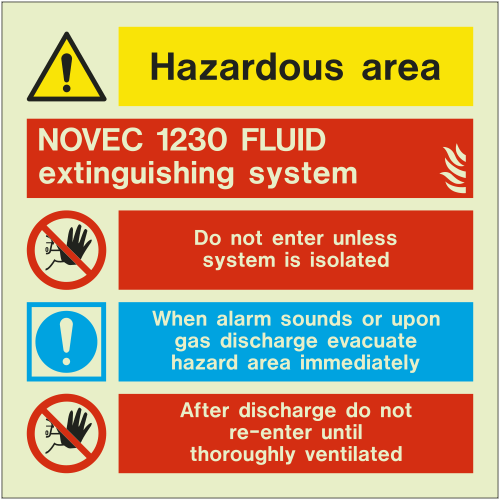 Hazardous area
NOVEC 1230 FLUID
extinguishing system
Do not enter unless
system is isolated
When alarm sounds or upon
gas discharge evacuate
hazard area immediately
After discharge do not
re-enter until
thoroughly ventilated